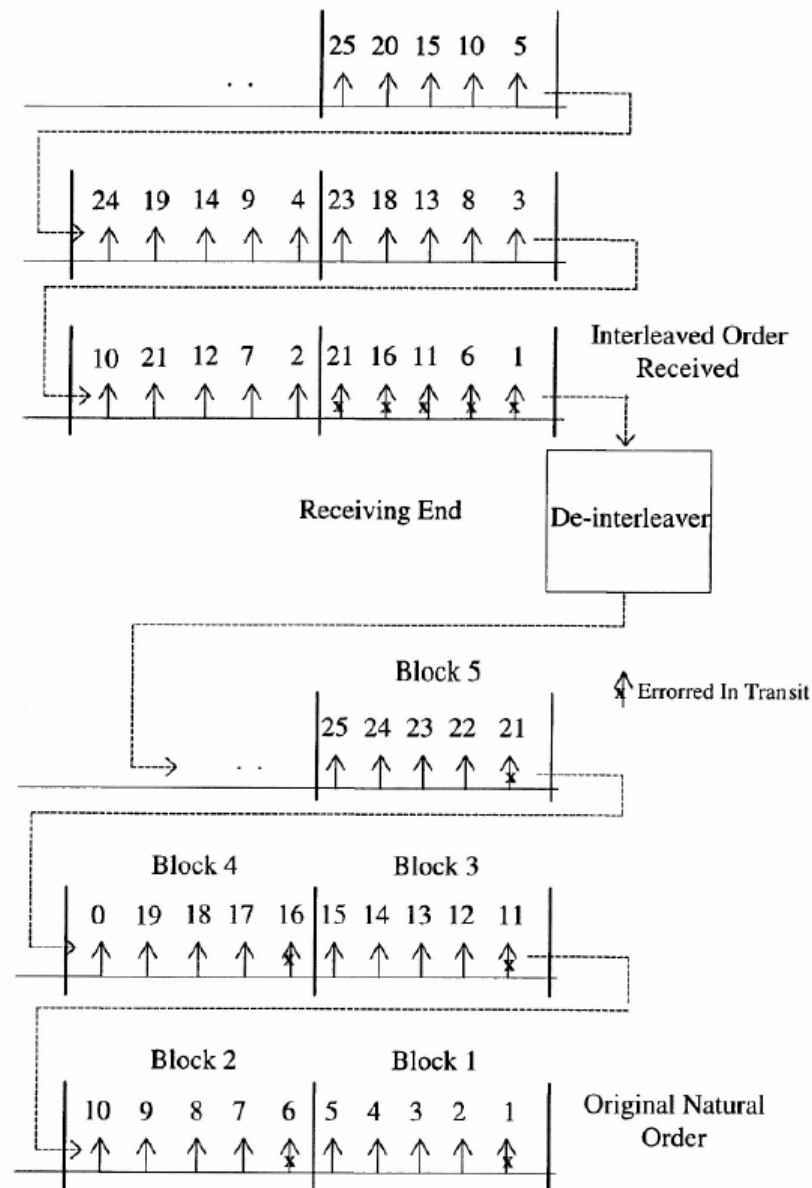 25 20 15 10 5
. .
24 19 14 9 4 23 18 13 8 3
Interleaved Order
Received
10 21 12 7 2 21 16 11 6 1
x x x x x
Receiving End
De-interleaver
Block 5
x Errorred In Transit
25 24 23 22 21
x
. .
Block 4 Block 3
0 19 18 17 16 15 14 13 12 11
x x
Block 2 Block 1
10 9 8 7 6 5 4 3 2 1
x x
Original Natural
Order